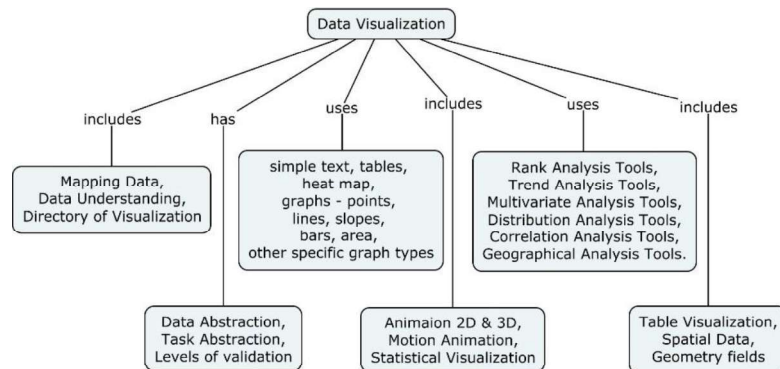 Data Visualization
includes
has
uses
includes
uses
includes
Mapping Data,
Data Understanding,
Directory of Visualization
simple text, tables,
heat map,
graphs - points,
lines, slopes,
bars, area,
other specific graph types
Rank Analysis Tools,
Trend Analysis Tools,
Multivariate Analysis Tools,
Distribution Analysis Tools,
Correlation Analysis Tools,
Geographical Analysis Tools.
Data Abstraction,
Task Abstraction,
Levels of validation
Animaion 2D & 3D,
Motion Animation,
Statistical Visualization
Table Visualization,
Spatial Data,
Geometry fields